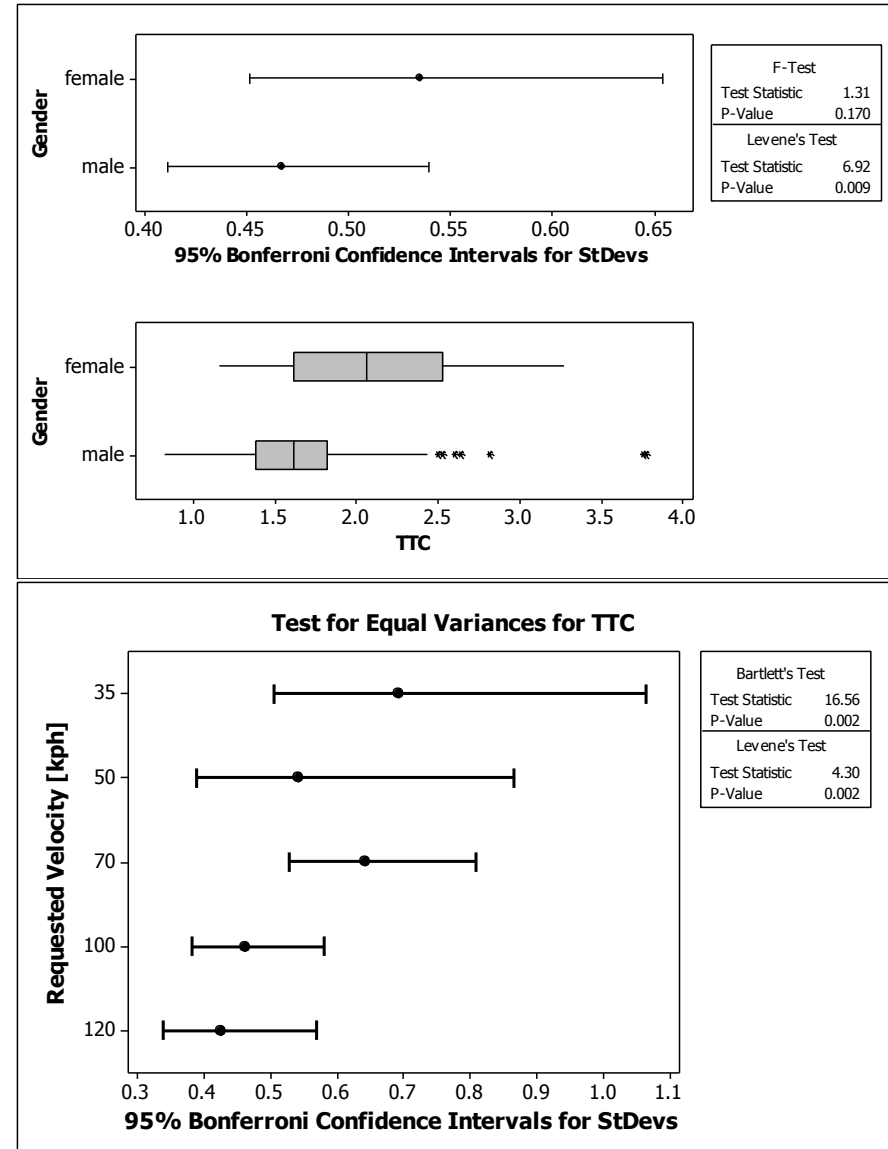 Gender
female
male
0.40 0.45 0.50 0.55 0.60 0.65
95% Bonferroni Confidence Intervals for StDevs
F-Test
Test Statistic 1.31
P-Value 0.170
Levene's Test
Test Statistic 6.92
P-Value 0.009
Gender
female
male
1.0 1.5 2.0 2.5 3.0 3.5 4.0
TTC
Test for Equal Variances for TTC
Requested Velocity [kph]
35
50
70
100
120
0.3 0.4 0.5 0.6 0.7 0.8 0.9 1.0 1.1
95% Bonferroni Confidence Intervals for StDevs
Bartlett's Test
Test Statistic 16.56
P-Value 0.002
Levene's Test
Test Statistic 4.30
P-Value 0.002